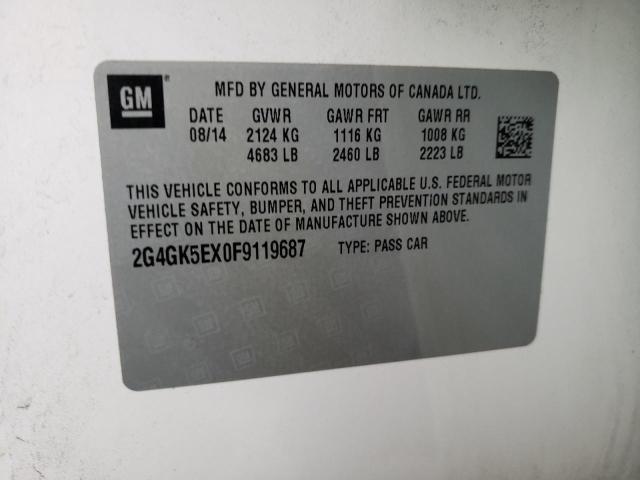 GM
MFD BY GENERAL MOTORS OF CANADA LTD.
DATE GVWR GAWR FRT GAWR RR
08/14 2124 KG 1116 KG 1008 KG
4683 LB 2460 LB 2223 LB
THIS VEHICLE CONFORMS TO ALL APPLICABLE U.S. FEDERAL MOTOR
VEHICLE SAFETY, BUMPER, AND THEFT PREVENTION STANDARDS IN
EFFECT ON THE DATE OF MANUFACTURE SHOWN ABOVE.
2G4GK5EX0F9119687 TYPE: PASS CAR